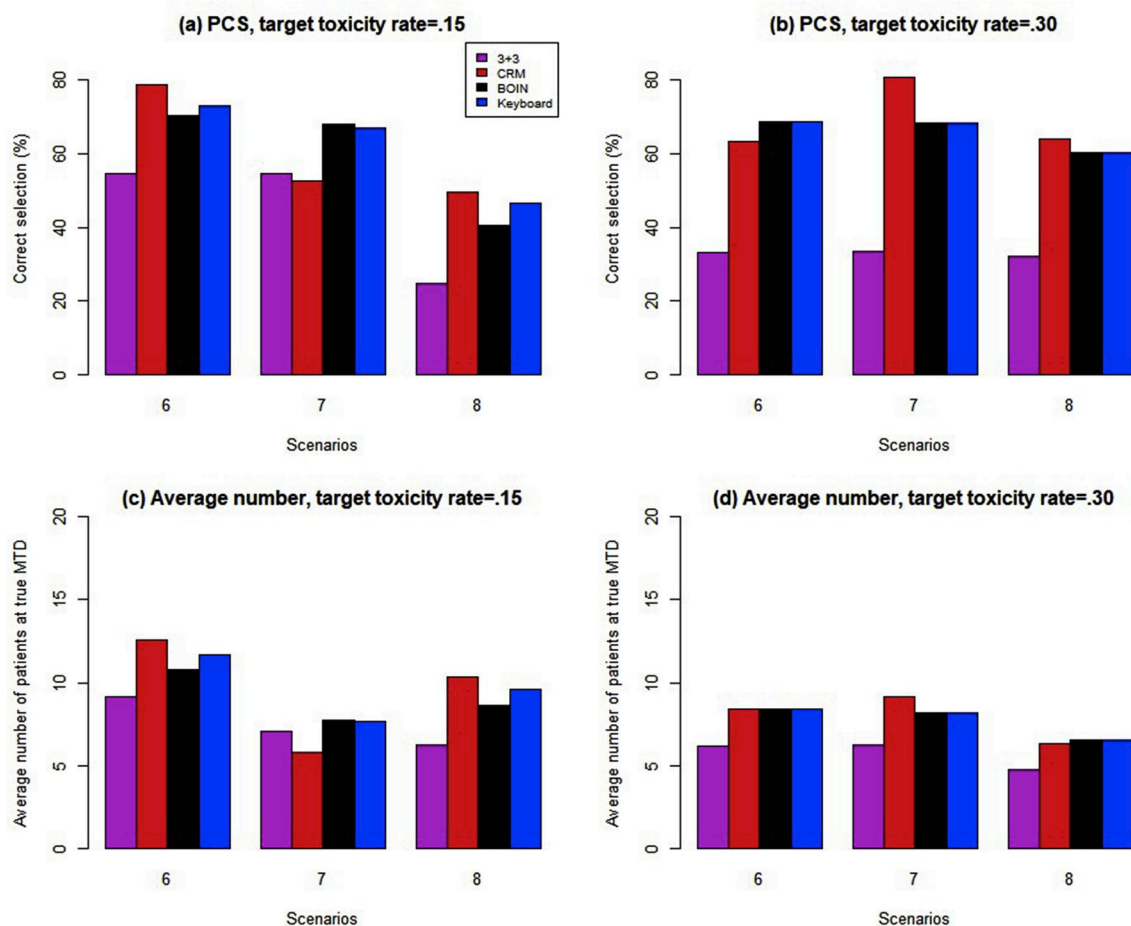 (a) PCS, target toxicity rate=.15
3+3
CRM
BOIN
Keyboard
Correct selection (%)
0
20
40
60
80
6 7 8
Scenarios
(b) PCS, target toxicity rate=.30
Correct selection (%)
0
20
40
60
80
6 7 8
Scenarios
(c) Average number, target toxicity rate=.15
Average number of patients at true MTD
0
5
10
15
20
6 7 8
Scenarios
(d) Average number, target toxicity rate=.30
Average number of patients at true MTD
0
5
10
15
20
6 7 8
Scenarios